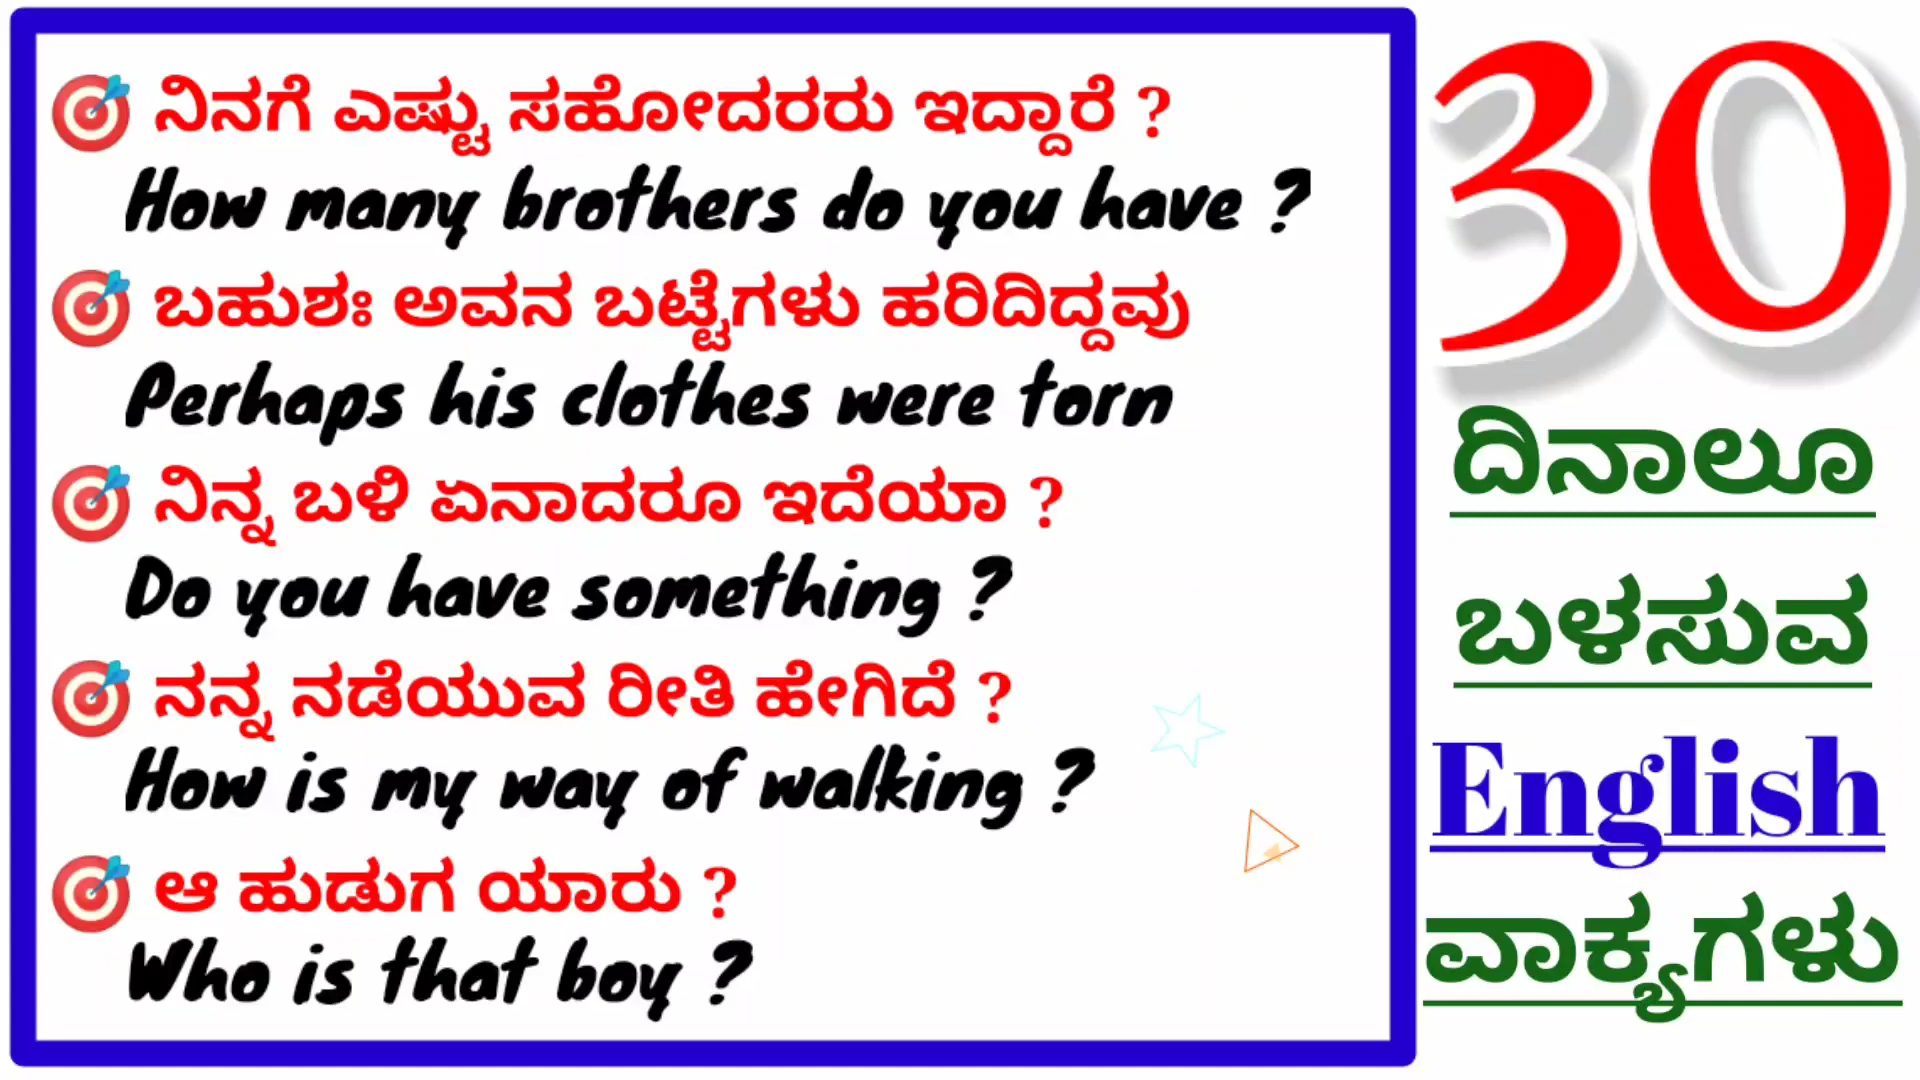 ನಿನಗೆ ಎಷ್ಟು ಸಹೋದರರು ಇದ್ದಾರೆ ?
How many brothers do you have ?
ಬಹುಶಃ ಅವನ ಬಟ್ಟೆಗಳು ಹರಿದಿದ್ದವು
Perhaps his clothes were torn
ನಿನ್ನ ಬಳಿ ಏನಾದರೂ ಇದೆಯಾ ?
Do you have something ?
ನನ್ನ ನಡೆಯುವ ರೀತಿ ಹೇಗಿದೆ ?
How is my way of walking ?
ಆ ಹುಡುಗ ಯಾರು ?
Who is that boy ?
30
ದಿನಾಲೂ
ಬಳಸುವ
English
ವಾಕ್ಯಗಳು